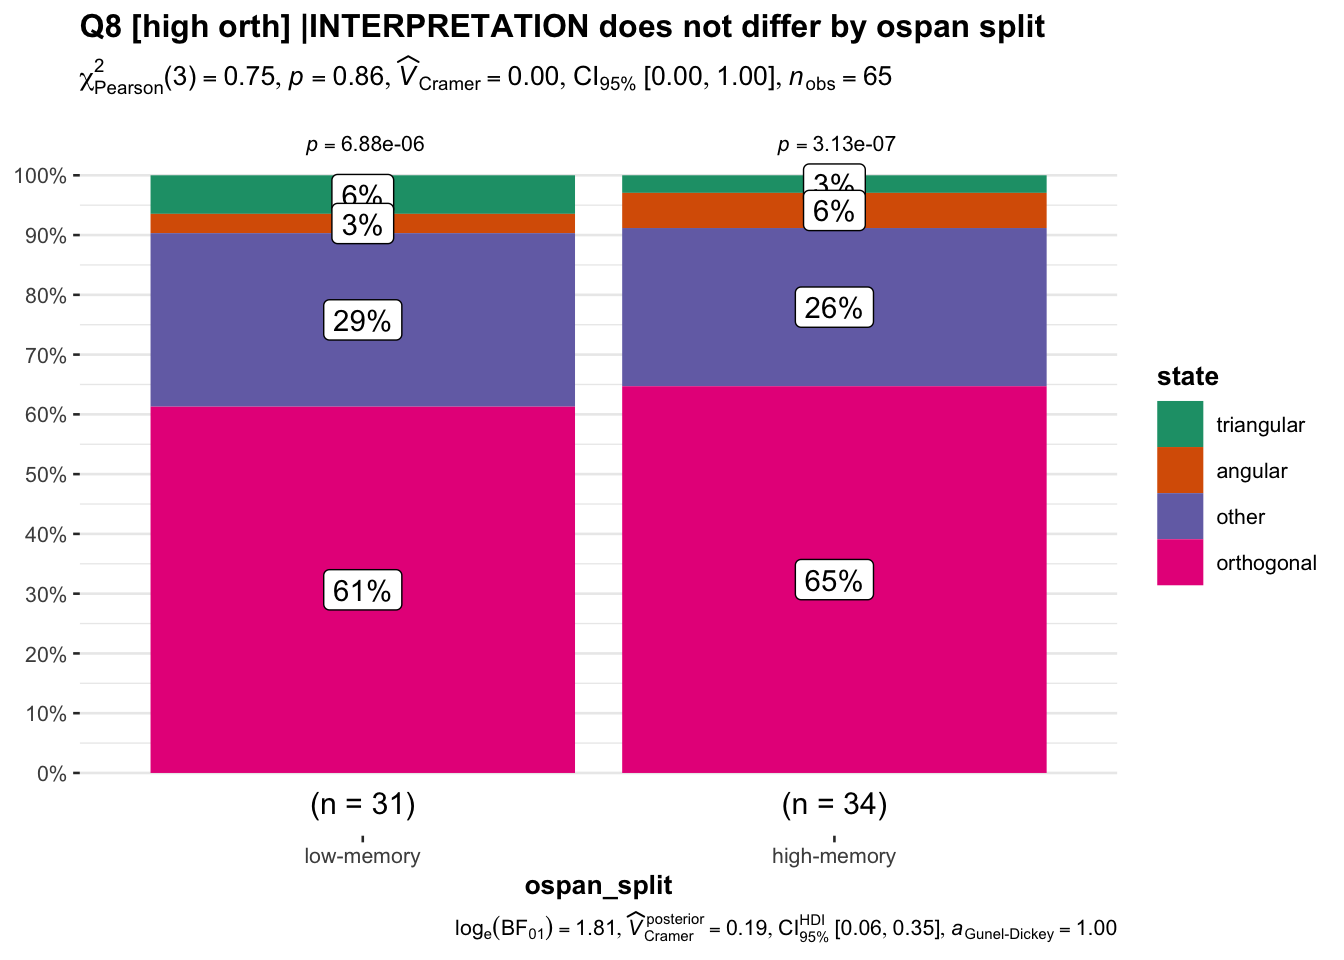 Q8 [high orth] |INTERPRETATION does not differ by ospan split
χ²Pearson(3) = 0.75, p = 0.86, V̂Cramer = 0.00, CI95% [0.00, 1.00], nobs = 65
p = 6.88e-06 p = 3.13e-07
100%
90%
80%
70%
60%
50%
40%
30%
20%
10%
0%
6%
3%
29%
61%
3%
6%
26%
65%
(n = 31) (n = 34)
low-memory high-memory
ospan_split
state
triangular
angular
other
orthogonal
loge(BF01) = 1.81, V̂Cramer posterior = 0.19, CI95% HDI [0.06, 0.35], aGunel-Dickey = 1.00